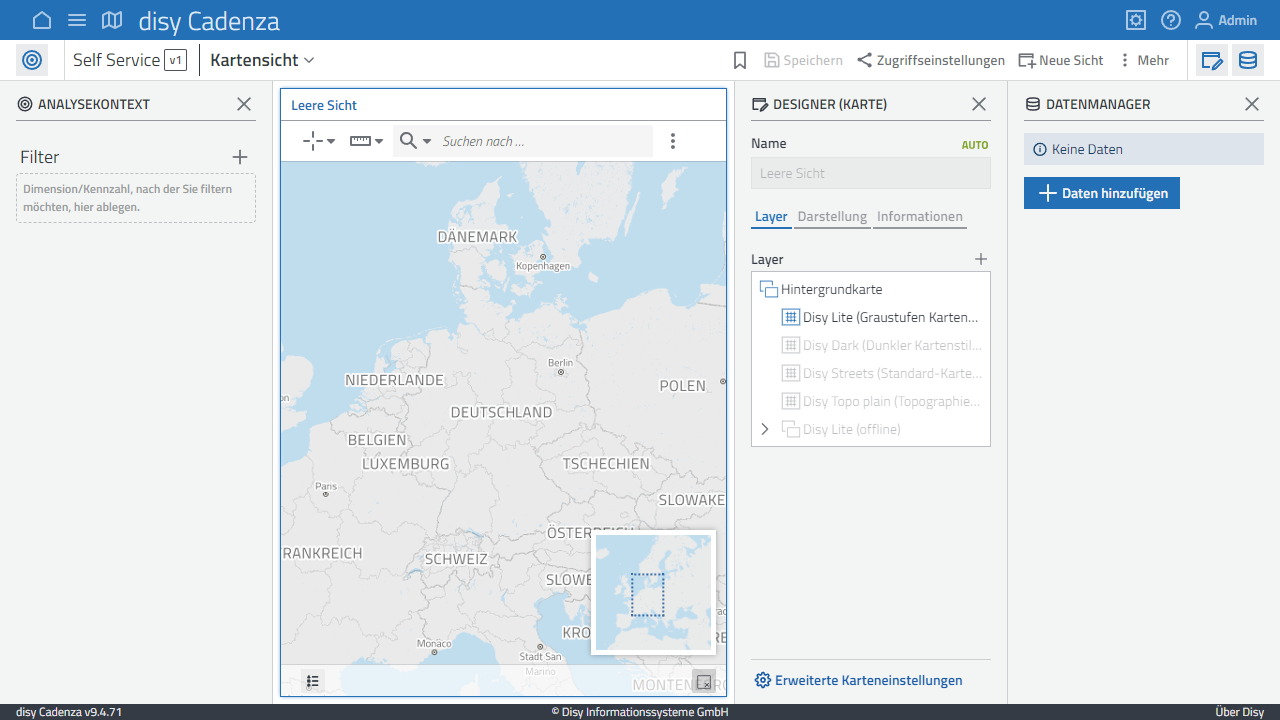 disy Cadenza
Admin
Self Service v1
Kartensicht
Speichern
Zugriffseinstellungen
Neue Sicht
Mehr
ANALYSEKONTEXT
Filter
Dimension/Kennzahl, nach der Sie filtern
möchten, hier ablegen.
Leere Sicht
Suchen nach ...
DÄNEMARK
Kopenhagen
Berlin
NIEDERLANDE
POLEN
on
DEUTSCHLAND
BELGIEN
LUXEMBURG
TSCHECHIEN
Paris
SLOWAKE
ÖSTERREICH
RANKREICH
SCHWEIZ
SLOWE
KRO
Monaco
Stadt San
Marino
MONTENEGR
DESIGNER (KARTE)
Name
AUTO
Leere Sicht
Layer
Darstellung
Informationen
Layer
Hintergrundkarte
Disy Lite (Graustufen Karten...
Disy Dark (Dunkler Kartenstil...
Disy Streets (Standard-Karte...
Disy Topo plain (Topographie...
Disy Lite (offline)
Erweiterte Karteneinstellungen
DATENMANAGER
Keine Daten
Daten hinzufügen
disy Cadenza v9.4.71
© Disy Informationssysteme GmbH
Über Disy